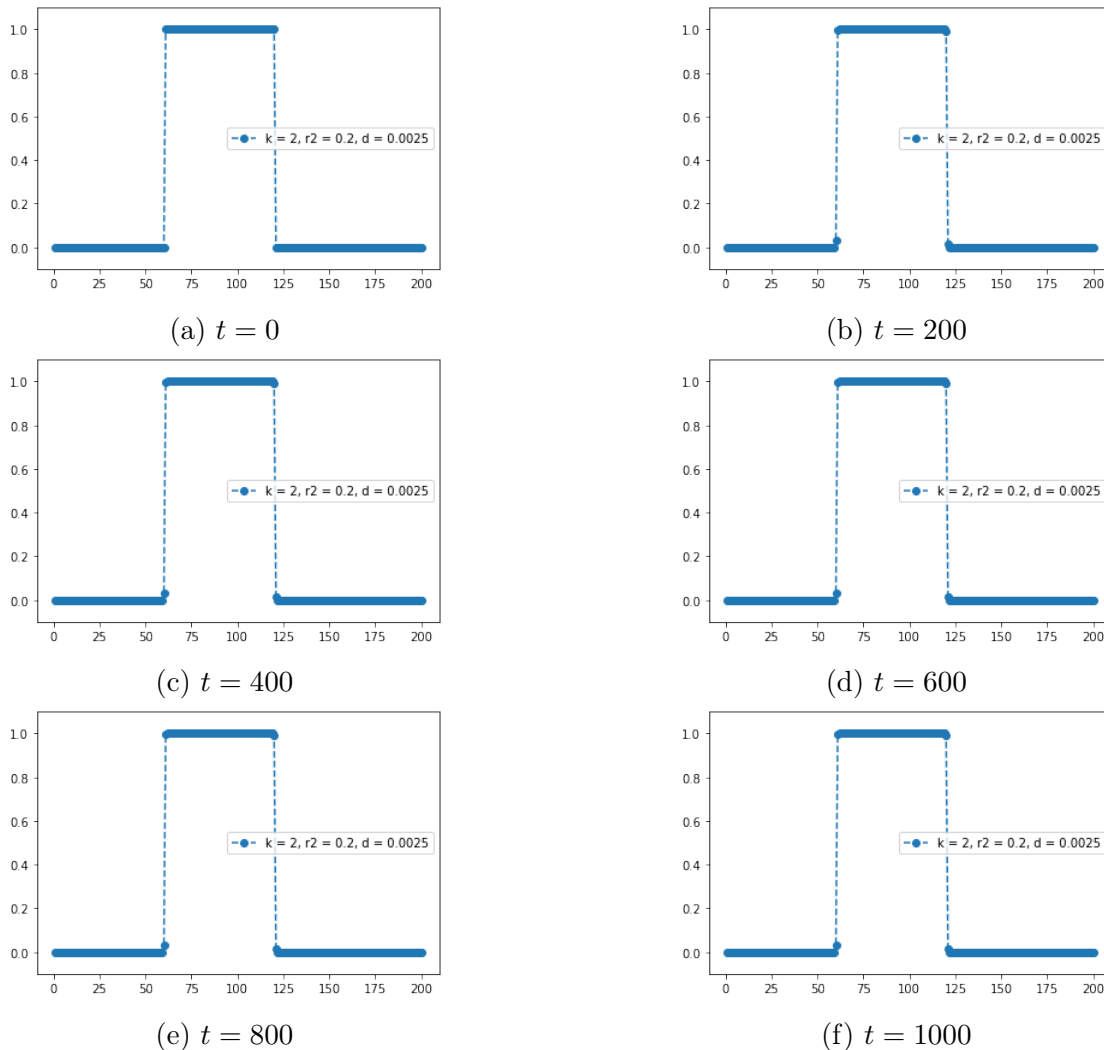 1.0
0.8
0.6
0.4
0.2
0.0
k = 2, r2 = 0.2, d = 0.0025
0 25 50 75 100 125 150 175 200
(a) t = 0
1.0
0.8
0.6
0.4
0.2
0.0
k = 2, r2 = 0.2, d = 0.0025
0 25 50 75 100 125 150 175 200
(b) t = 200
1.0
0.8
0.6
0.4
0.2
0.0
k = 2, r2 = 0.2, d = 0.0025
0 25 50 75 100 125 150 175 200
(c) t = 400
1.0
0.8
0.6
0.4
0.2
0.0
k = 2, r2 = 0.2, d = 0.0025
0 25 50 75 100 125 150 175 200
(d) t = 600
1.0
0.8
0.6
0.4
0.2
0.0
k = 2, r2 = 0.2, d = 0.0025
0 25 50 75 100 125 150 175 200
(e) t = 800
1.0
0.8
0.6
0.4
0.2
0.0
k = 2, r2 = 0.2, d = 0.0025
0 25 50 75 100 125 150 175 200
(f) t = 1000